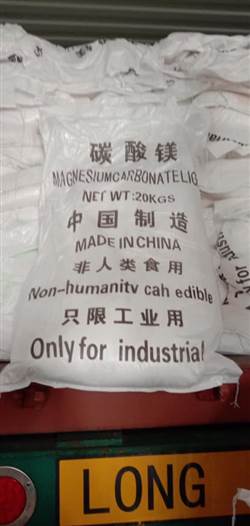 碳酸镁
MAGNESIUMCARBONATELIG
NET WT:20KGS
中国制造
MADE IN CHINA
非人类食用
Non-humanity cah edible
只限工业用
Only for industrial
LONG